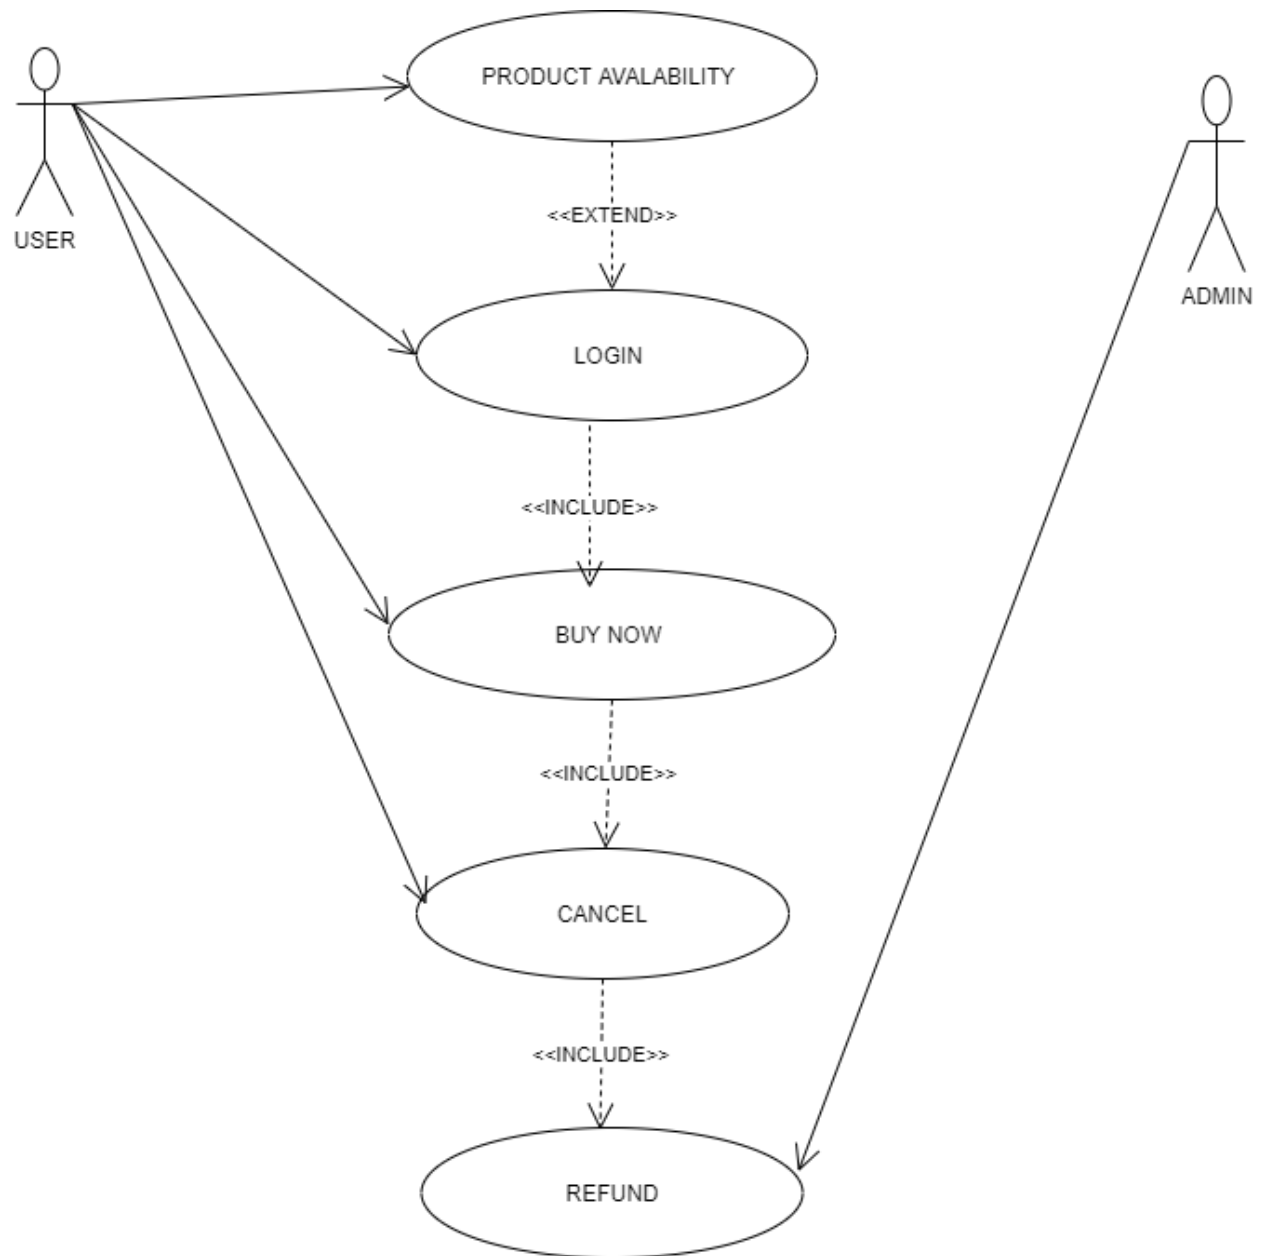 PRODUCT AVALABILITY
USER
<<EXTEND>>
ADMIN
LOGIN
<<INCLUDE>>
BUY NOW
<<INCLUDE>>
CANCEL
<<INCLUDE>>
REFUND